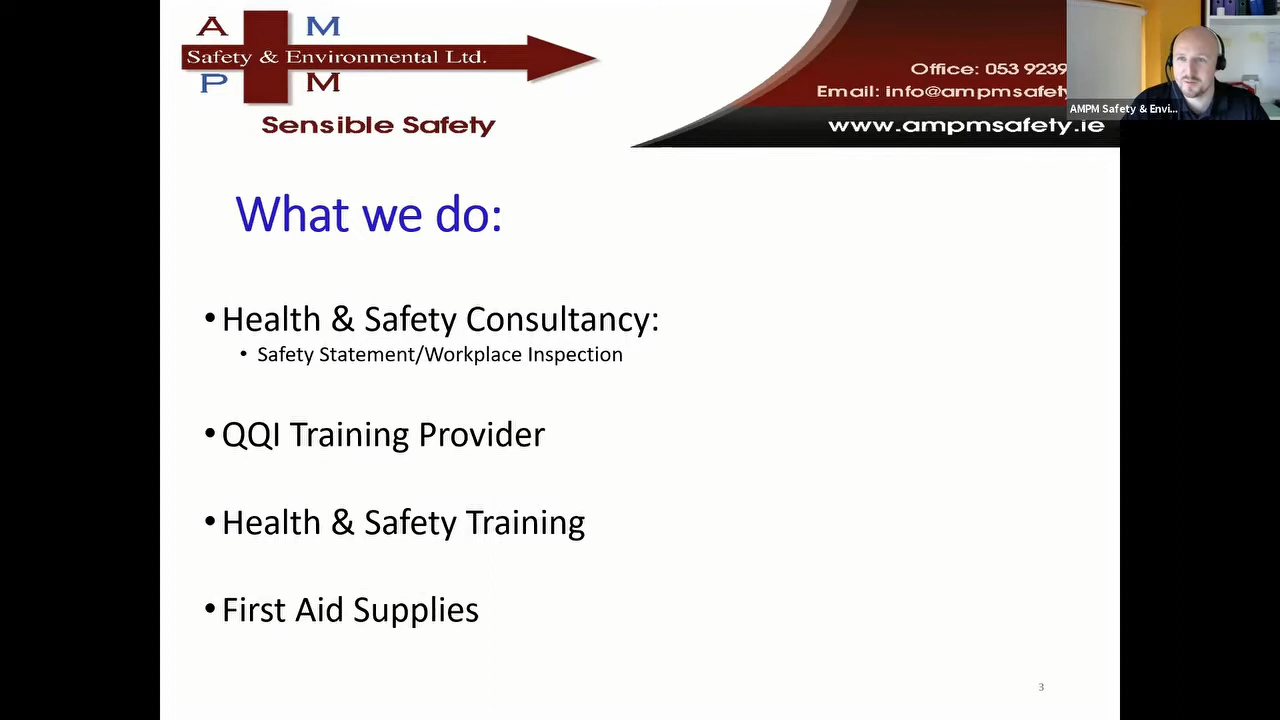 A M
Safety & Environmental Ltd.
P M
Sensible Safety
Office: 053 9239
Email: info@ampmsafety
www.ampmsafety.ie
AMPM Safety & Envi...
What we do:
•Health & Safety Consultancy:
• Safety Statement/Workplace Inspection
•QQI Training Provider
•Health & Safety Training
•First Aid Supplies
3